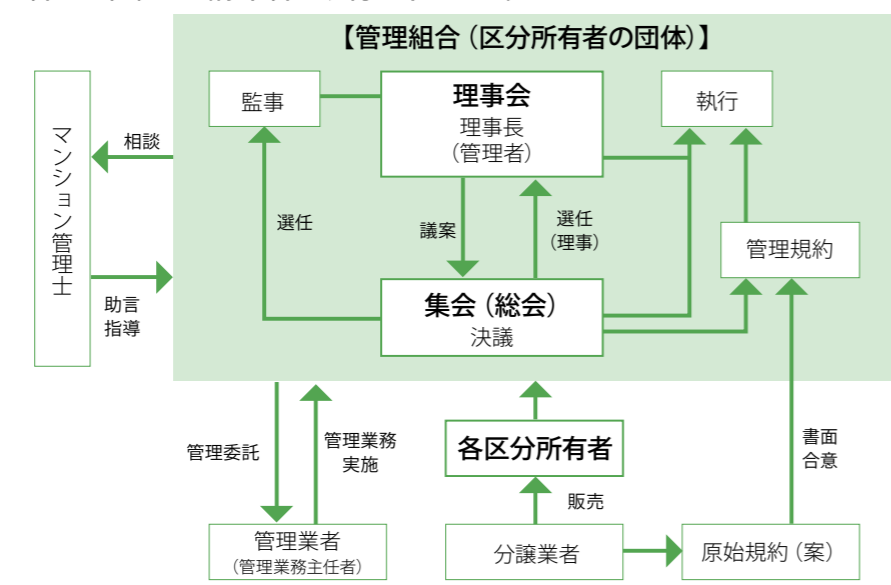 【管理組合（区分所有者の団体）】
監事
理事会
理事長
（管理者）
執行
マンション管理士
相談
選任
議案
選任
（理事）
管理規約
集会（総会）
決議
助言
指導
管理委託
管理業務
実施
各区分所有者
書面
合意
販売
管理業者
（管理業務主任者）
分譲業者
原始規約（案）